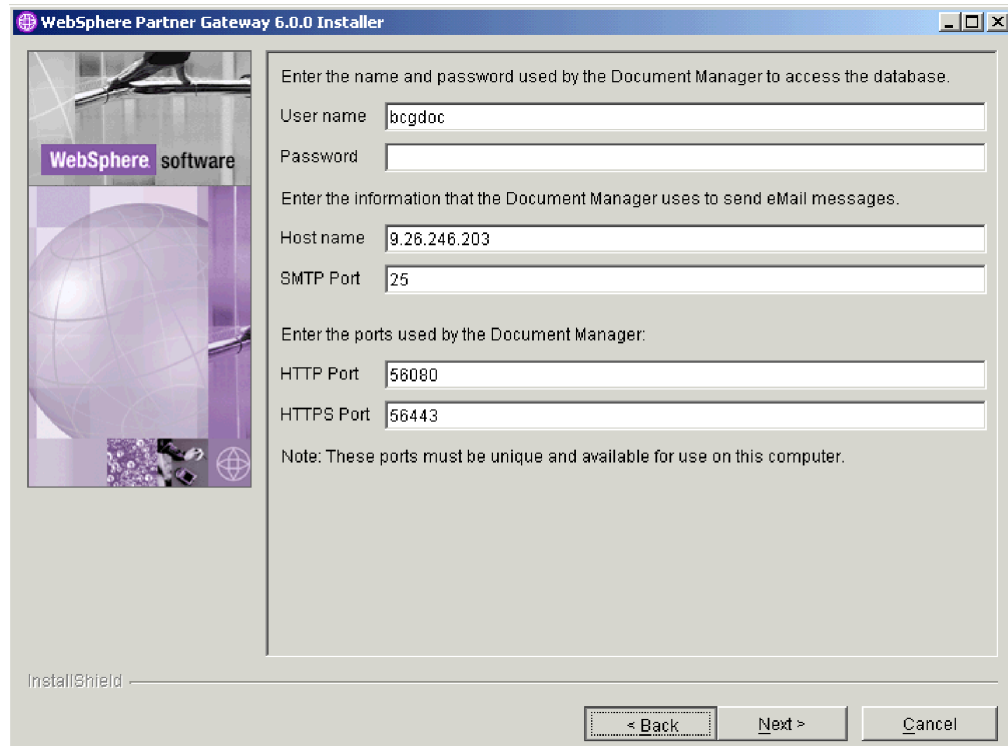 WebSphere Partner Gateway 6.0.0 Installer
WebSphere software
Enter the name and password used by the Document Manager to access the database.
User name bcgdoc
Password
Enter the information that the Document Manager uses to send eMail messages.
Host name 9.26.246.203
SMTP Port 25
Enter the ports used by the Document Manager:
HTTP Port 56080
HTTPS Port 56443
Note: These ports must be unique and available for use on this computer.
InstallShield
< Back Next > Cancel